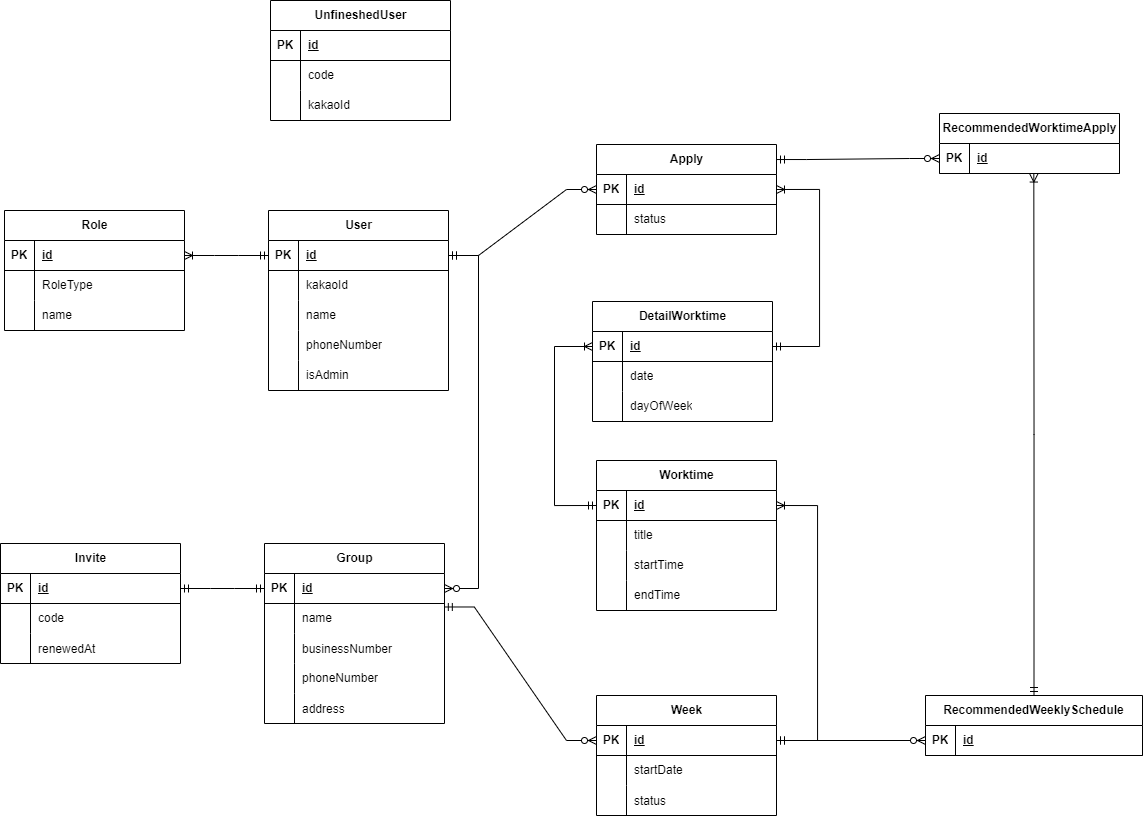 UnfineshedUser
PK id
code
kakaoId
RecommendedWorktimeApply
PK id
Apply
PK id
status
Role
PK id
RoleType
name
User
PK id
kakaoId
name
phoneNumber
isAdmin
DetailWorktime
PK id
date
dayOfWeek
Worktime
PK id
title
startTime
endTime
Invite
PK id
code
renewedAt
Group
PK id
name
businessNumber
phoneNumber
address
Week
PK id
startDate
status
RecommendedWeeklySchedule
PK id